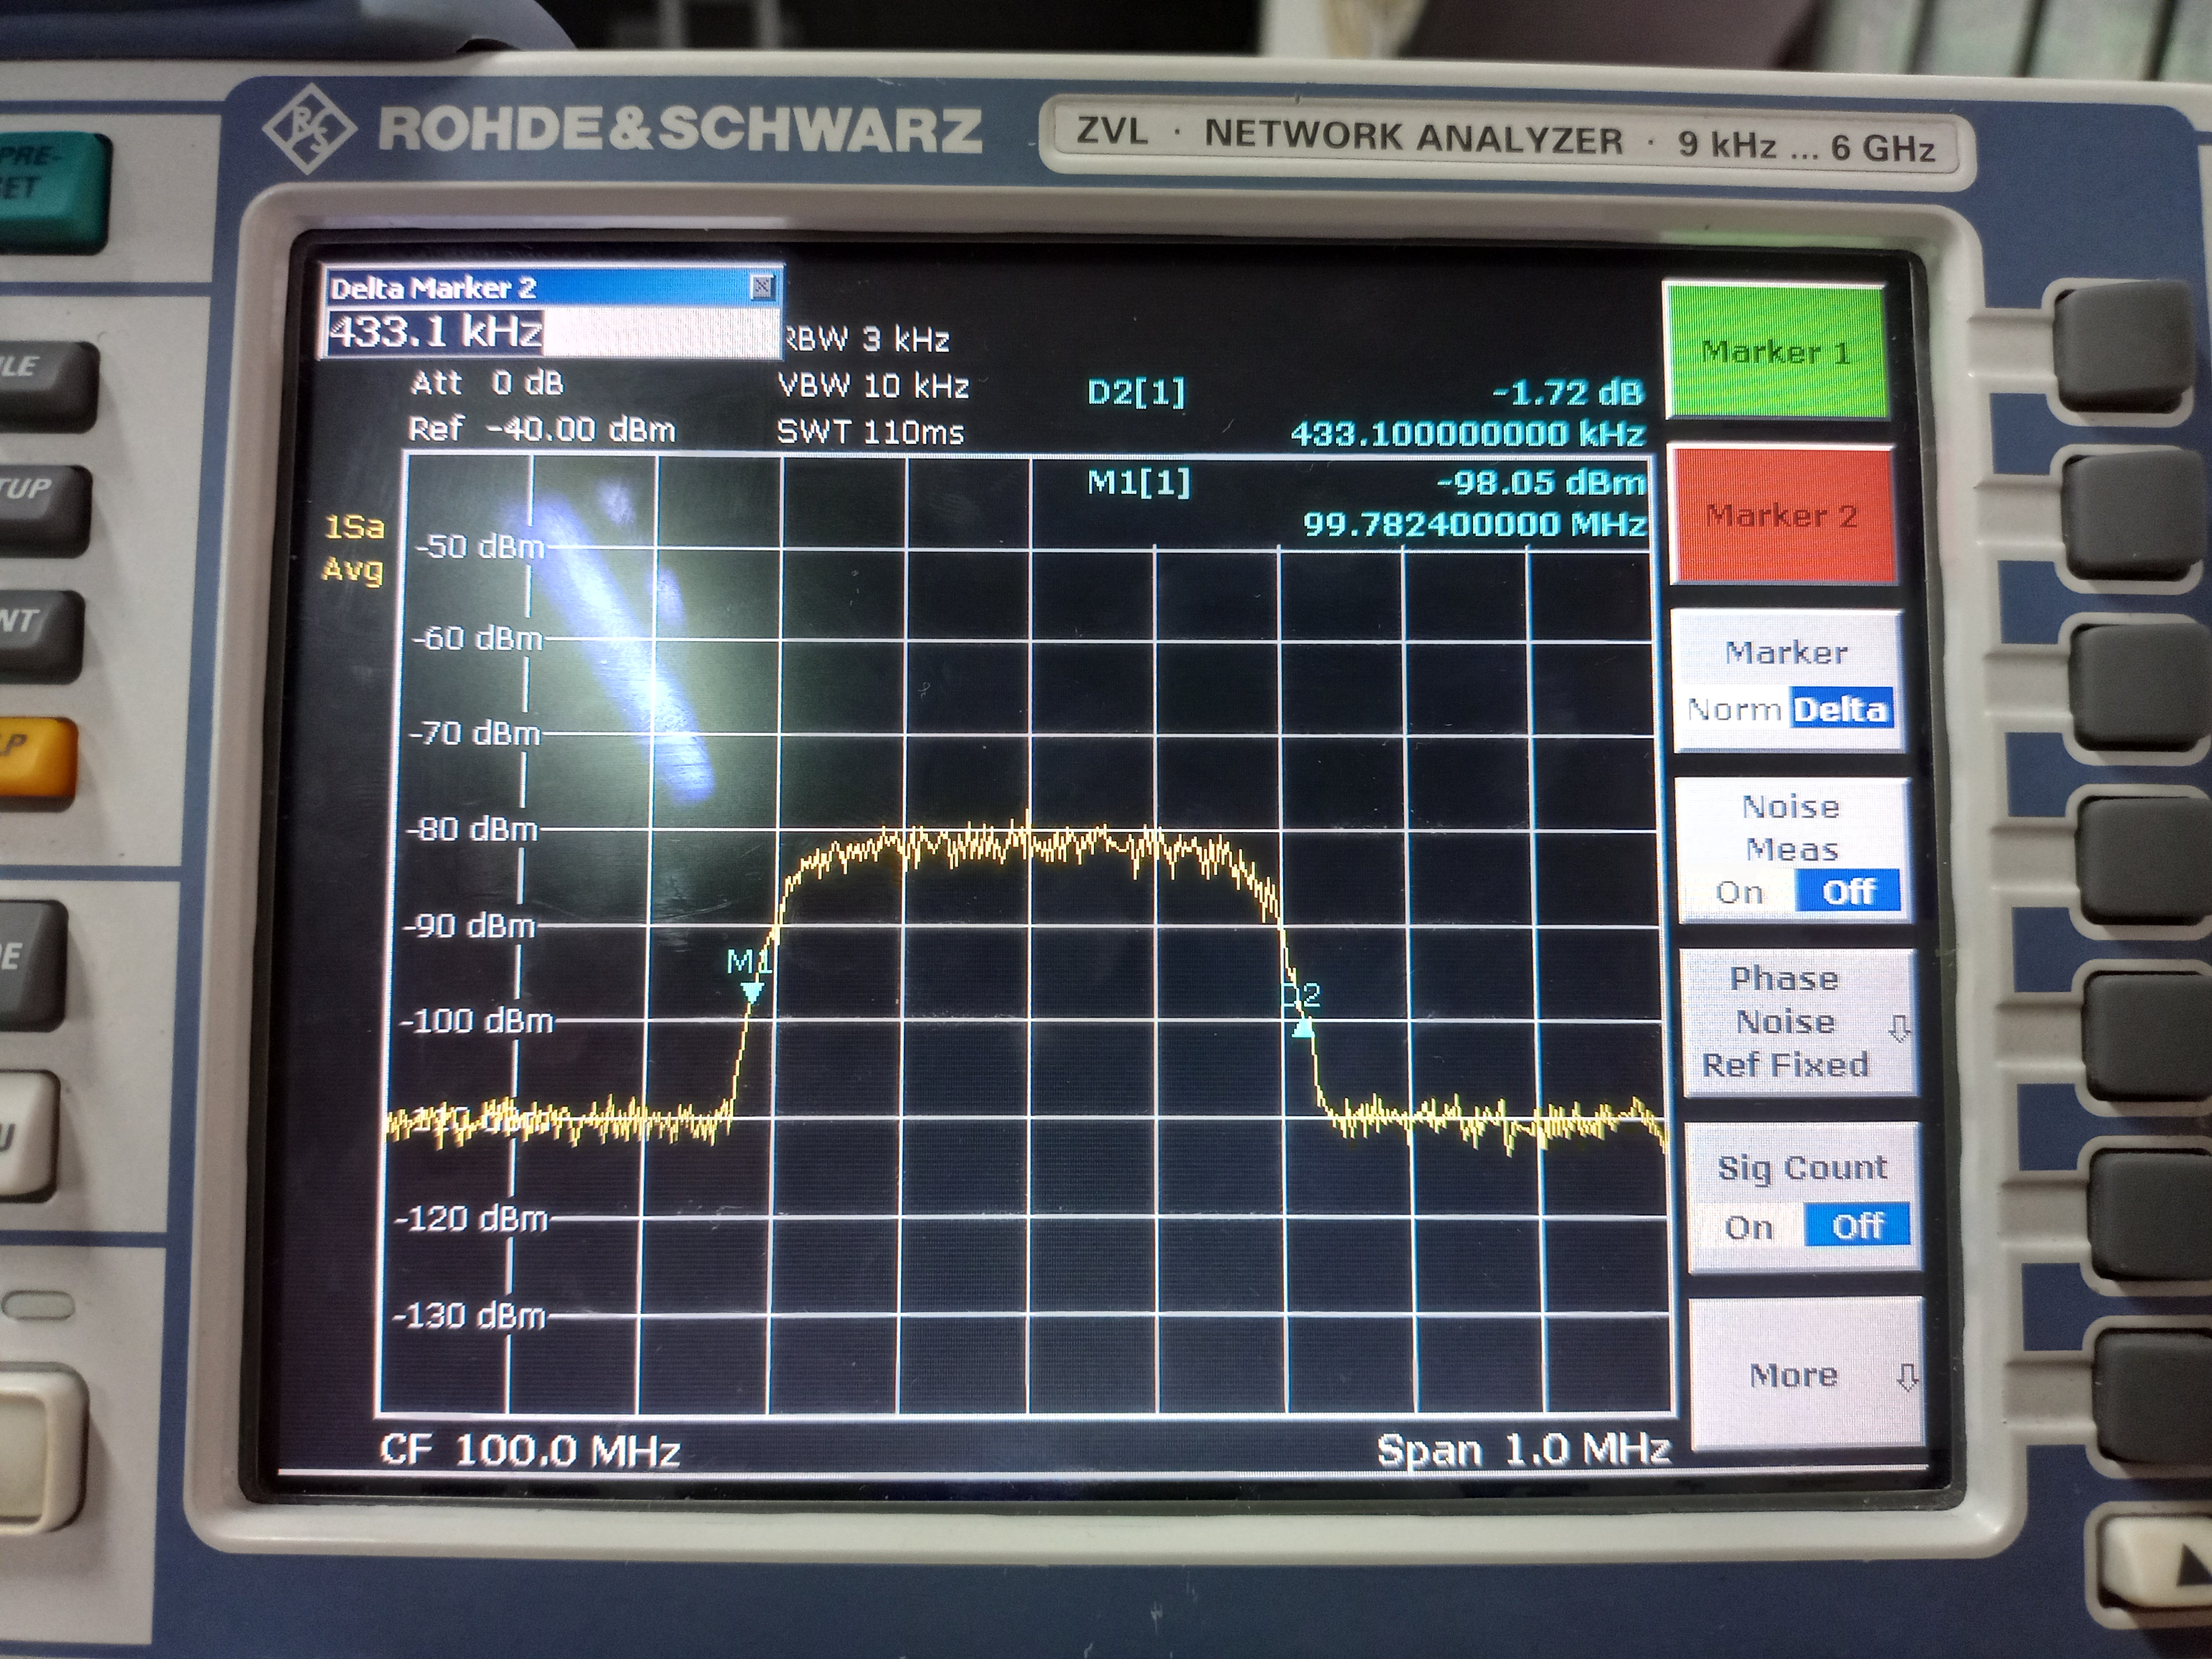 ROHDE&SCHWARZ
ZVL · NETWORK ANALYZER · 9 kHz ... 6 GHz
PRE-
ET
LE
TUP
NT
LP
E
U
Delta Marker 2
433.1 kHz
RBW 3 kHz
Att 0 dB
VBW 10 kHz
Ref -40.00 dBm
SWT 110ms
D2[1] -1.72 dB
433.100000000 kHz
M1[1] -98.05 dBm
99.782400000 MHz
1Sa
Avg
-50 dBm
-60 dBm
-70 dBm
-80 dBm
-90 dBm
M1
D2
-100 dBm
-110 dBm
-120 dBm
-130 dBm
CF 100.0 MHz
Span 1.0 MHz
Marker 1
Marker 2
Marker
Norm Delta
Noise
Meas
On Off
Phase
Noise
Ref Fixed
Sig Count
On Off
More